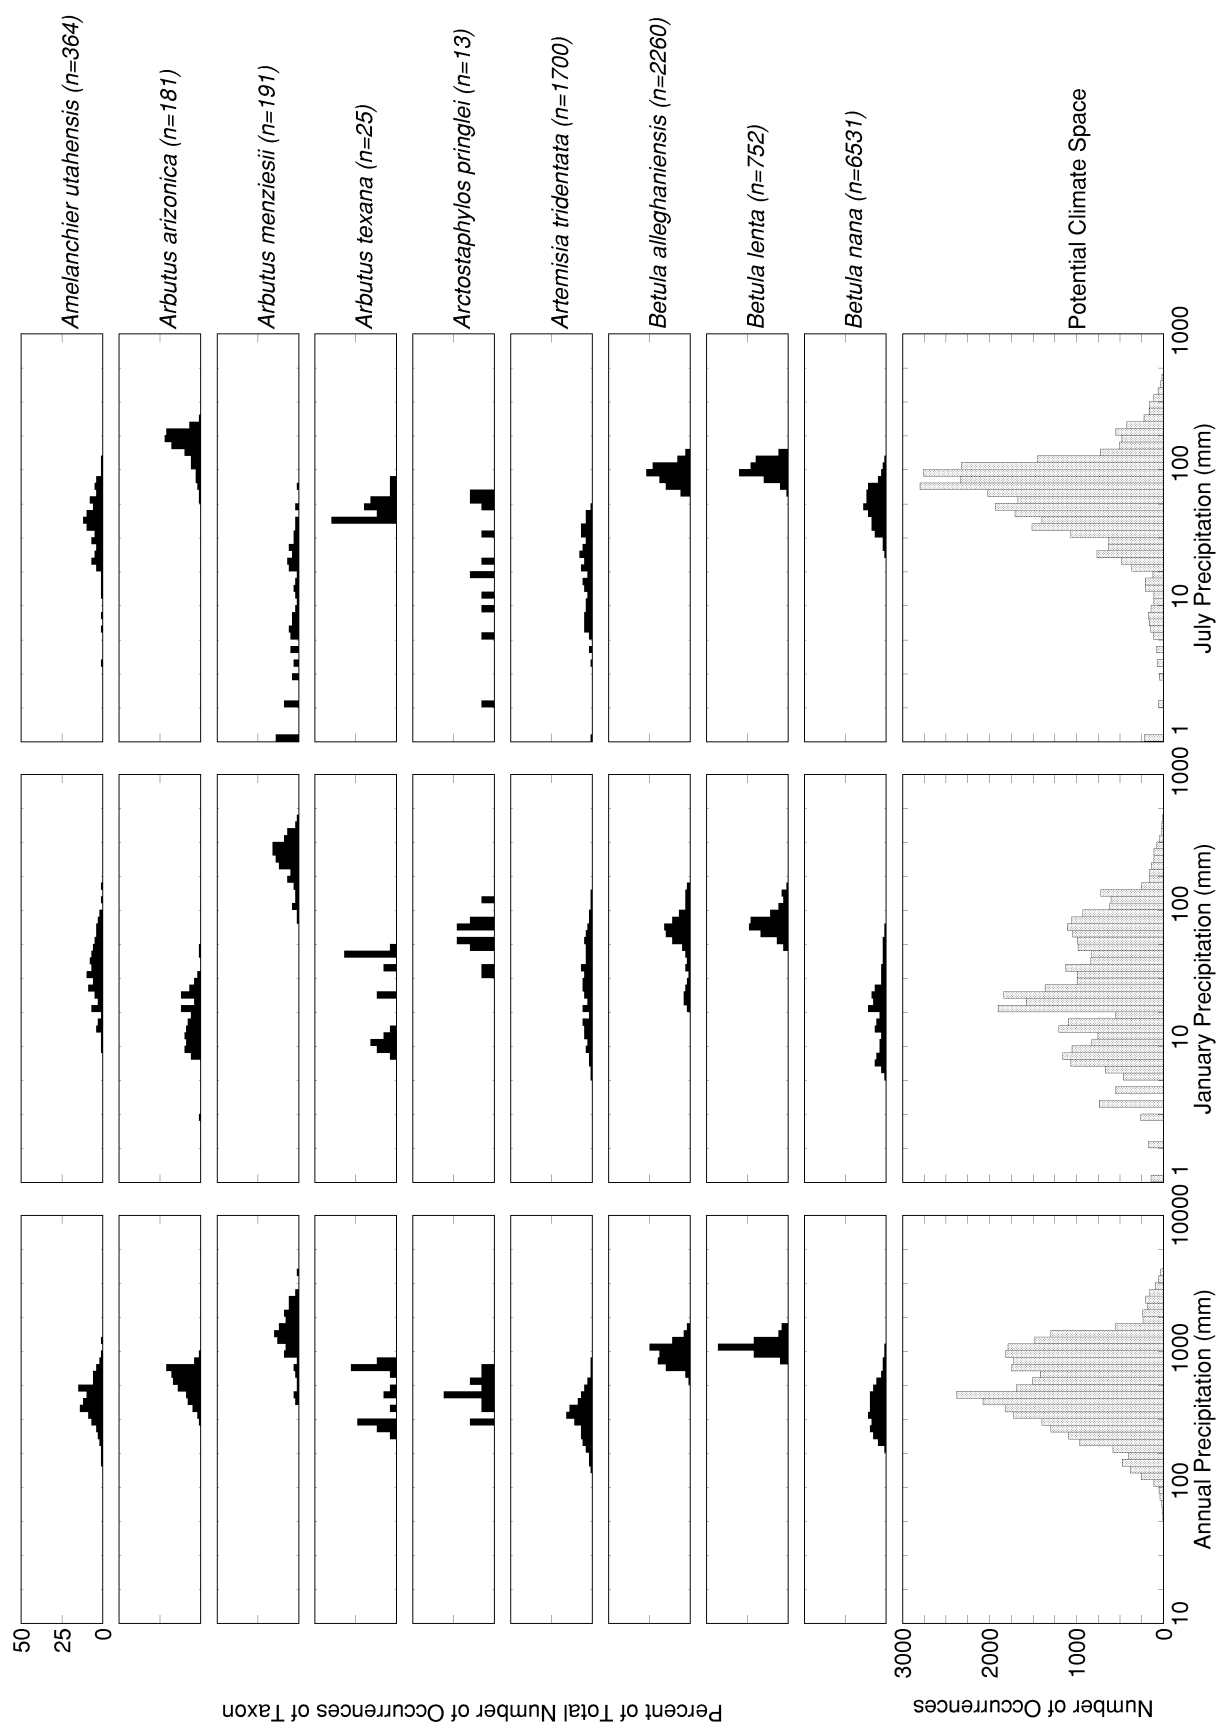 Percent of Total Number of Occurrences of Taxon
50
25
0
Amelanchier utahensis (n=364)
Arbutus arizonica (n=181)
Arbutus menziesii (n=191)
Arbutus texana (n=25)
Arctostaphylos pringlei (n=13)
Artemisia tridentata (n=1700)
Betula alleghaniensis (n=2260)
Betula lenta (n=752)
Betula nana (n=6531)
Number of Occurrences
3000
2000
1000
0
Potential Climate Space
10 100 1000 10000
1 10 100 1000
1 10 100 1000
Annual Precipitation (mm)
January Precipitation (mm)
July Precipitation (mm)